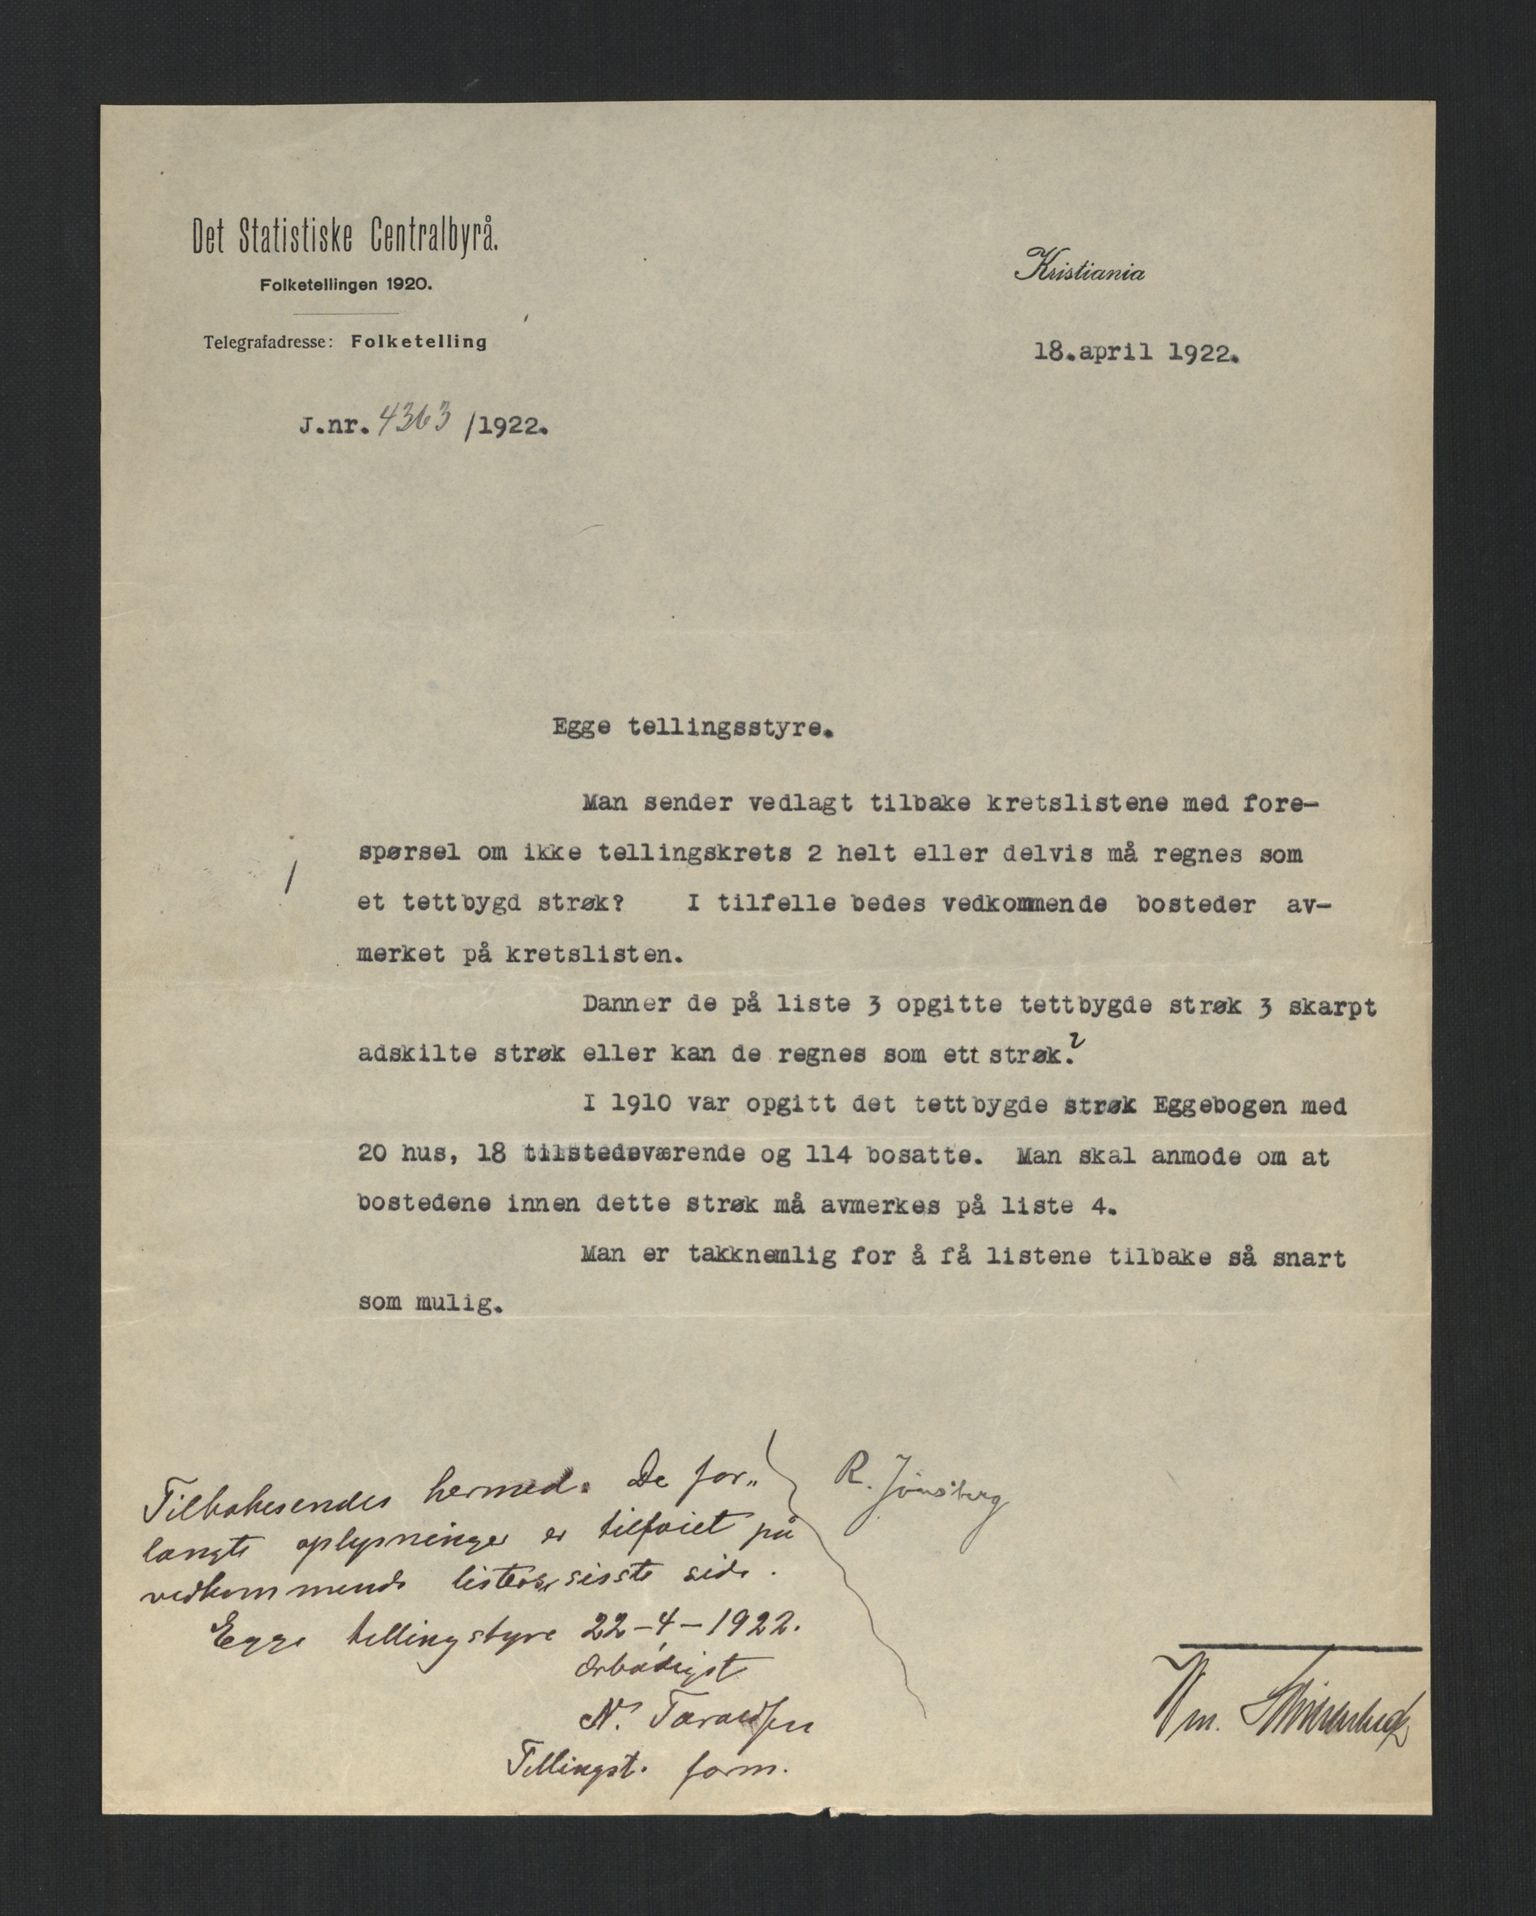 Det Statistiske Centralbyrå.
Folketellingen 1920.
Telegrafadresse: Folketelling
Kristiania
18.april 1922.
J.nr. 4363 /1922.
Egge tellingsstyre.
Man sender vedlagt tilbake kretslistene med fore-
spørsel om ikke tellingskrets 2 helt eller delvis må regnes som
et tettbygd strøk? I tilfelle bedes vedkommende bosteder av-
merket på kretslisten.
Danner de på liste 3 opgitte tettbygde strøk 3 skarpt
adskilte strøk eller kan de regnes som ett strøk?
I 1910 var opgitt det tettbygde strøk Eggebogen med
20 hus, 18 tilstedeværende og 114 bosatte. Man skal anmode om at
bostedene innen dette strøk må avmerkes på liste 4.
Man er takknemlig for å få listene tilbake så snart
som mulig.
Tilbakesendes hermed. De for„
langte oplysninger er tilføiet på
vedkommende listers sisste side.
Egge tellingstyre 22-4-1922.
Ærbødigst
N.
Tellingst. form.
R.
Wm.